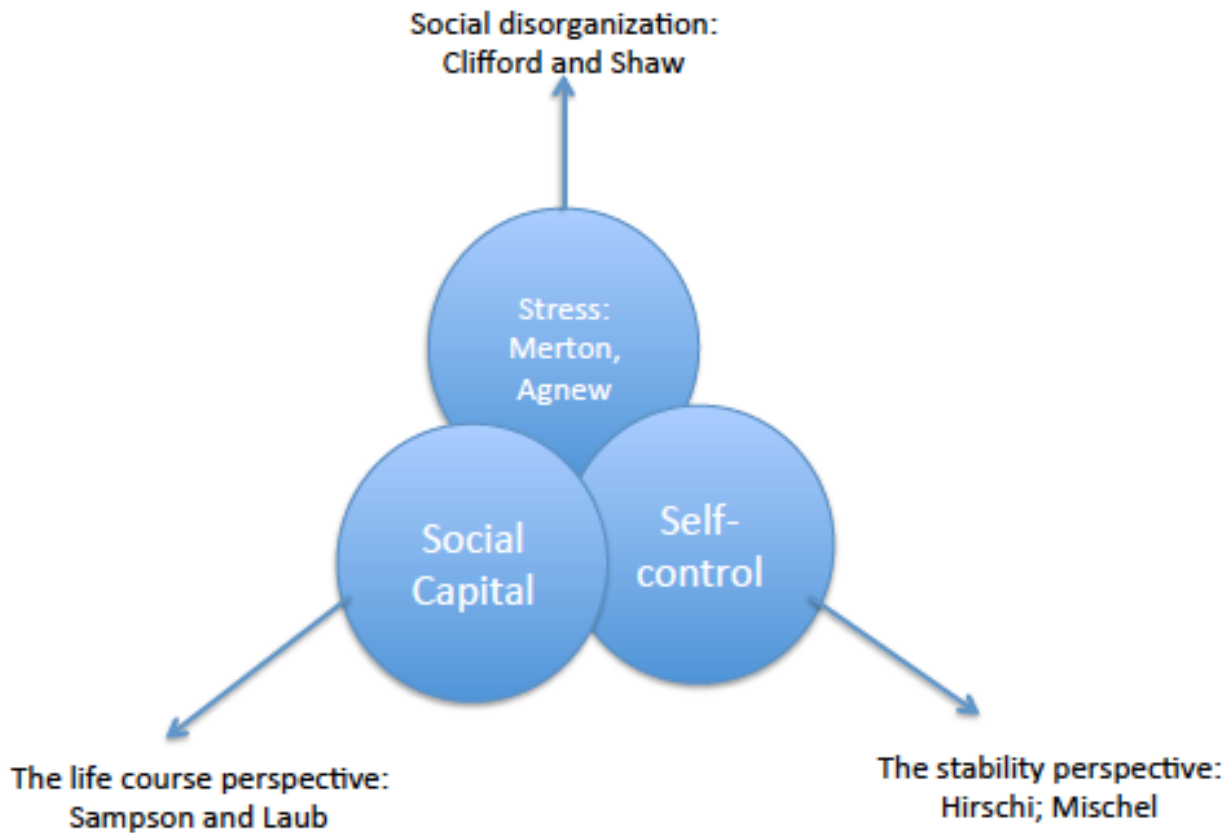 Social disorganization:
Clifford and Shaw
Stress:
Merton,
Agnew
Social
Capital
Self-
control
The life course perspective:
Sampson and Laub
The stability perspective:
Hirschi; Mischel